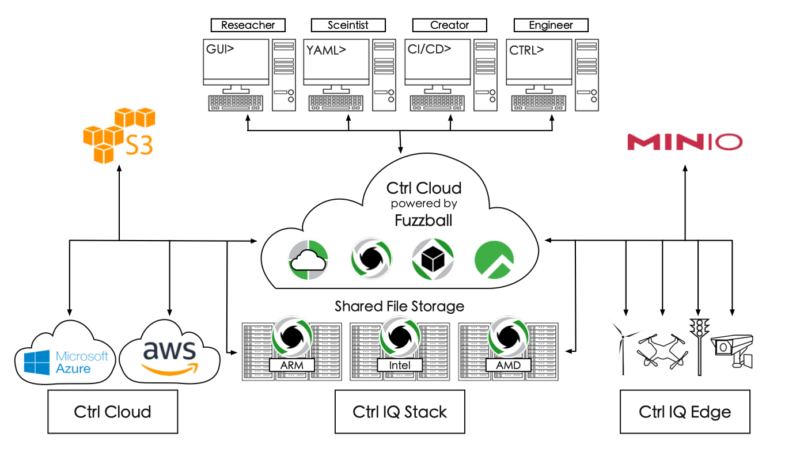 Reseacher
Sceintist
Creator
Engineer
GUI>
YAML>
CI/CD>
CTRL>
S3
MINIO
Ctrl Cloud
powered by
Fuzzball
Shared File Storage
Microsoft
Azure
aws
ARM
Intel
AMD
Ctrl Cloud
Ctrl IQ Stack
Ctrl IQ Edge